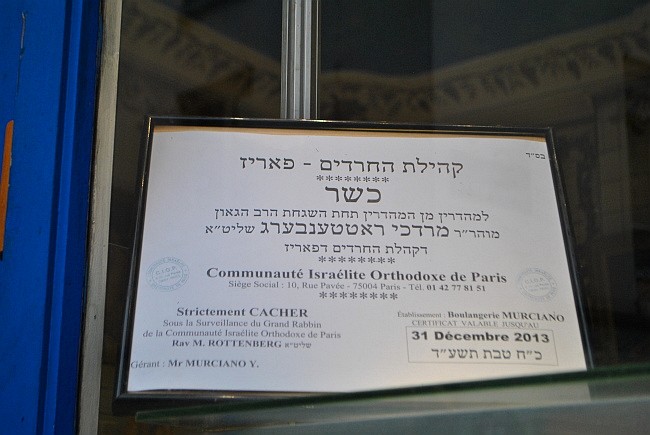 בס"ד
קהילת החרדים - פאריז
********
כשר
למהדרין מן המהדרין תחת השגחת הרב הגאון
מוהר"ר מרדכי ראטטענבערג שליט"א
דקהלת החרדים דפאריז
********
Communauté Israélite Orthodoxe de Paris
Siège Social : 10, Rue Pavée - 75004 Paris - Tél. 01 42 77 81 51
********
Strictement CACHER
Sous la Surveillance du Grand Rabbin
de la Communauté Israélite Orthodoxe de Paris
Rav M. ROTTENBERG שליט"א
Gérant : Mr MURCIANO Y.
Établissement : Boulangerie MURCIANO
CERTIFICAT VALABLE JUSQU'AU
31 Décembre 2013
כ"ח טבת תשע"ד